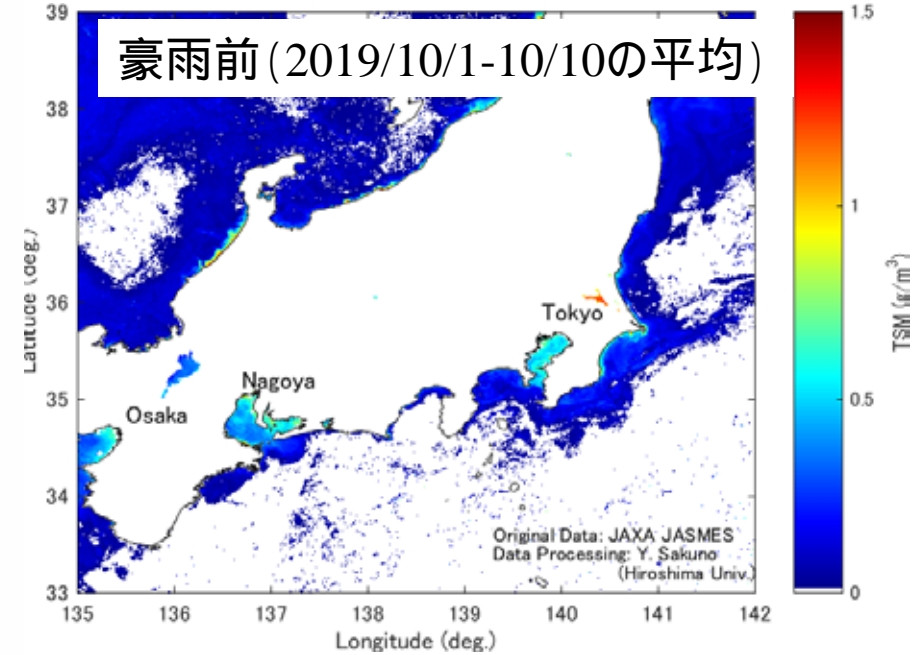 豪雨前(2019/10/1-10/10の平均)
39
38
37
36
35
34
33
Latitude (deg.)
Tokyo
Nagoya
Osaka
Original Data: JAXA JASMES
Data Processing: Y. Sakuno
(Hiroshima Univ.)
135
136
137
138
139
140
141
142
Longitude (deg.)
1.5
1
0.5
0
TSM (g/m³)